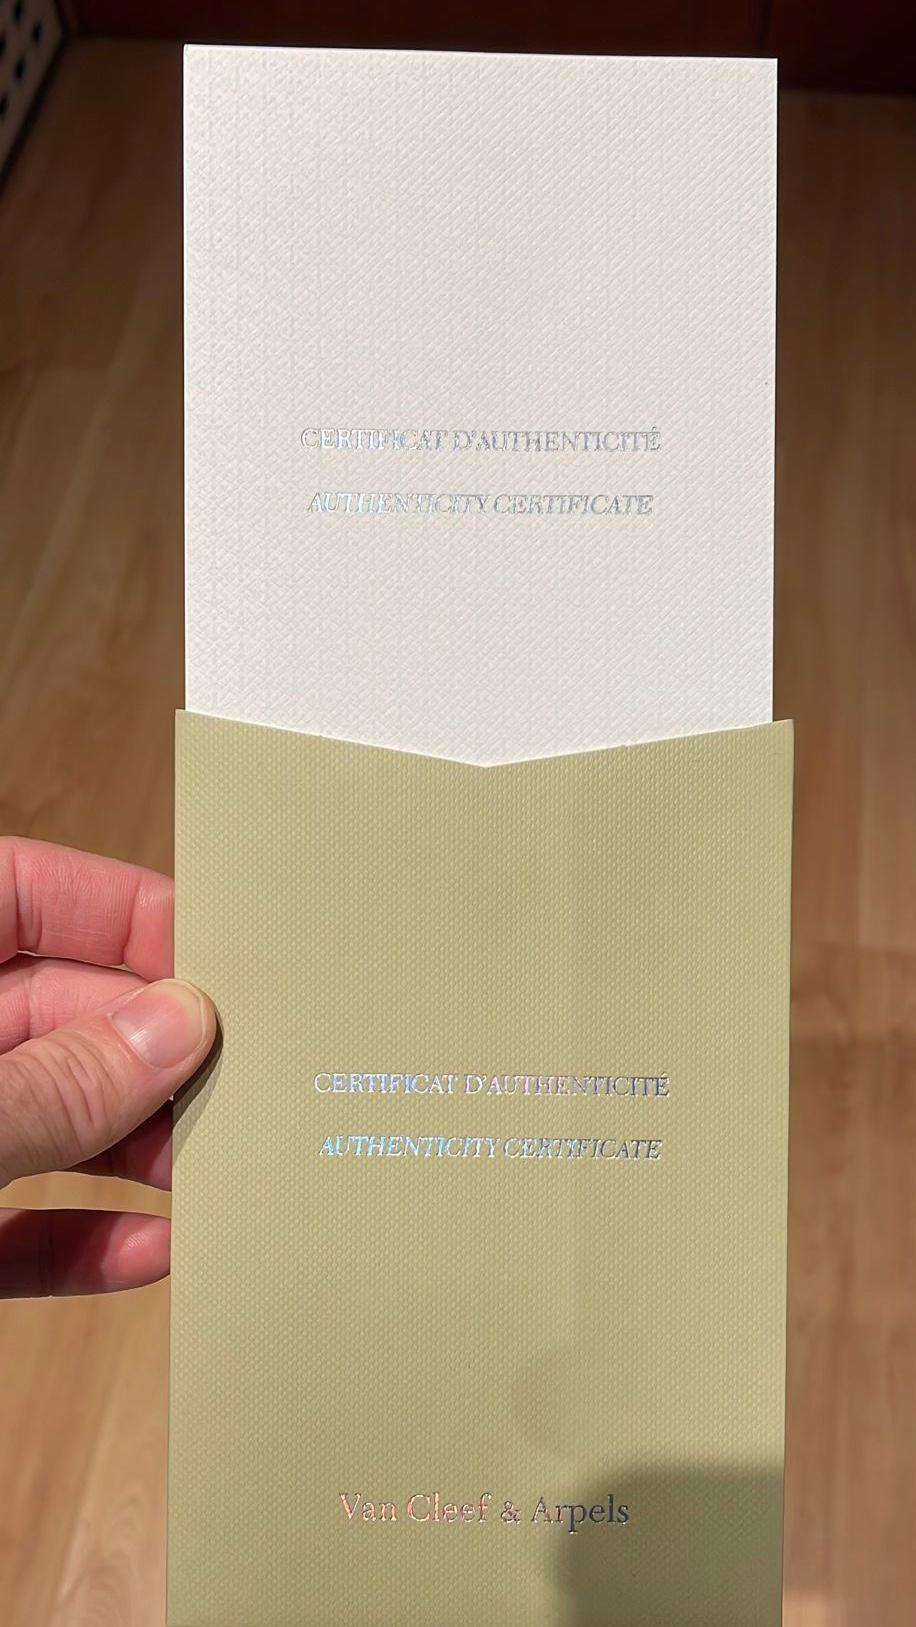 CERTIFICAT D'AUTHENTICITÉ
AUTHENTICITY CERTIFICATE
CERTIFICAT D'AUTHENTICITÉ
AUTHENTICITY CERTIFICATE
Van Cleef & Arpels